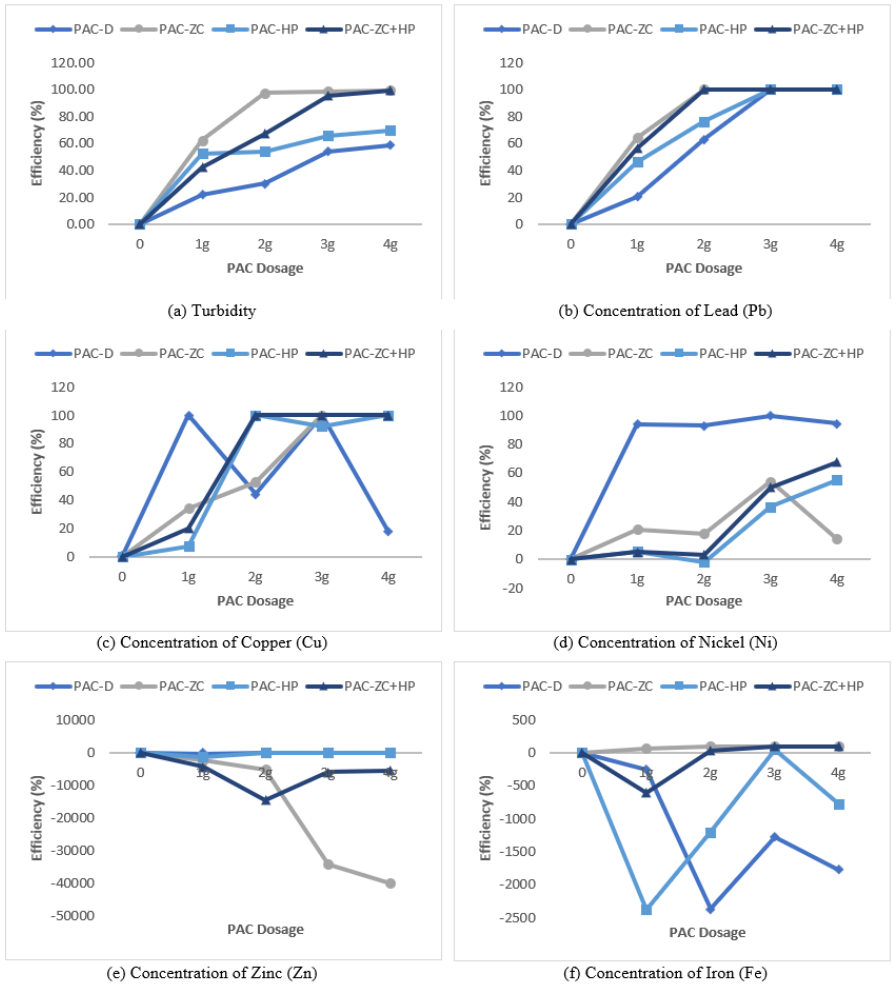 PAC-D PAC-ZC PAC-HP PAC-ZC+HP
120.00
100.00
80.00
60.00
40.00
20.00
0.00
Efficiency (%)
0 1g 2g 3g 4g
PAC Dosage
(a) Turbidity
PAC-D PAC-ZC PAC-HP PAC-ZC+HP
120
100
80
60
40
20
0
Efficiency (%)
0 1g 2g 3g 4g
PAC Dosage
(b) Concentration of Lead (Pb)
PAC-D PAC-ZC PAC-HP PAC-ZC+HP
120
100
80
60
40
20
0
Efficiency (%)
0 1g 2g 3g 4g
PAC Dosage
(c) Concentration of Copper (Cu)
PAC-D PAC-ZC PAC-HP PAC-ZC+HP
120
100
80
60
40
20
0
-20
Efficiency (%)
0 1g 2g 3g 4g
PAC Dosage
(d) Concentration of Nickel (Ni)
PAC-D PAC-ZC PAC-HP PAC-ZC+HP
10000
0
-10000
-20000
-30000
-40000
-50000
Efficiency (%)
0 1g 2g 3g 4g
PAC Dosage
(e) Concentration of Zinc (Zn)
PAC-D PAC-ZC PAC-HP PAC-ZC+HP
500
0
-500
-1000
-1500
-2000
-2500
Efficiency (%)
0 1g 2g 3g 4g
PAC Dosage
(f) Concentration of Iron (Fe)